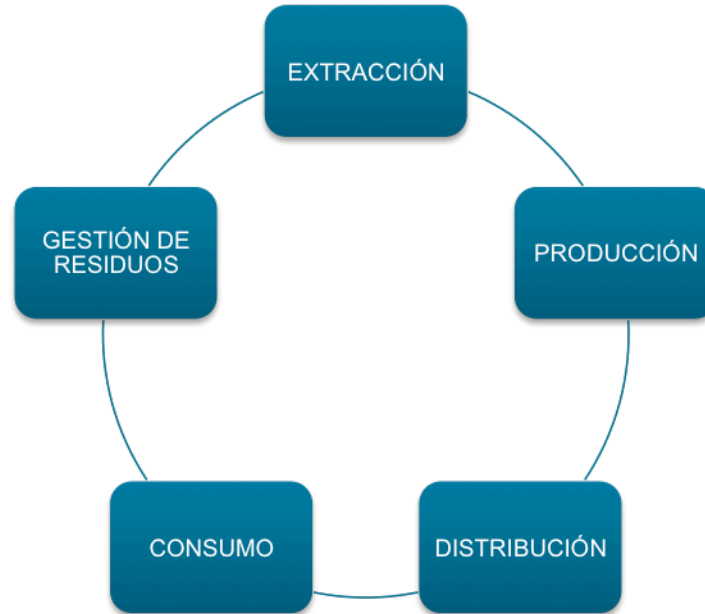 EXTRACCIÓN
PRODUCCIÓN
DISTRIBUCIÓN
CONSUMO
GESTIÓN DE
RESIDUOS